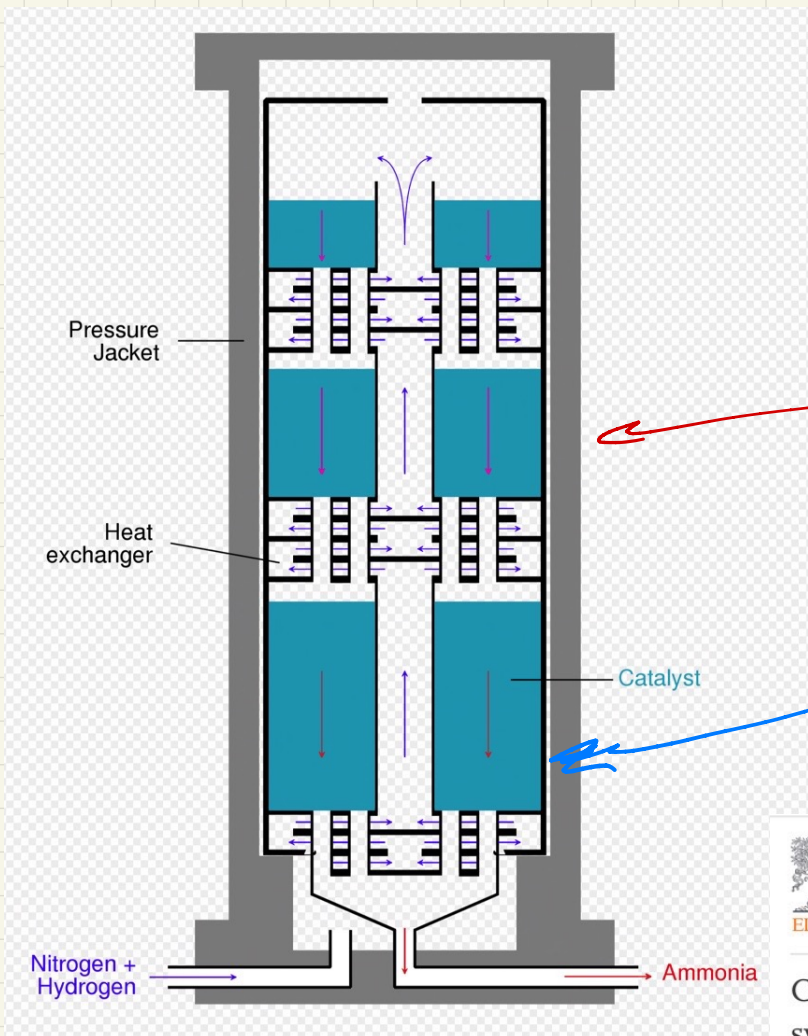 Pressure
Jacket
Heat
exchanger
Catalyst
Nitrogen +
Hydrogen
Ammonia